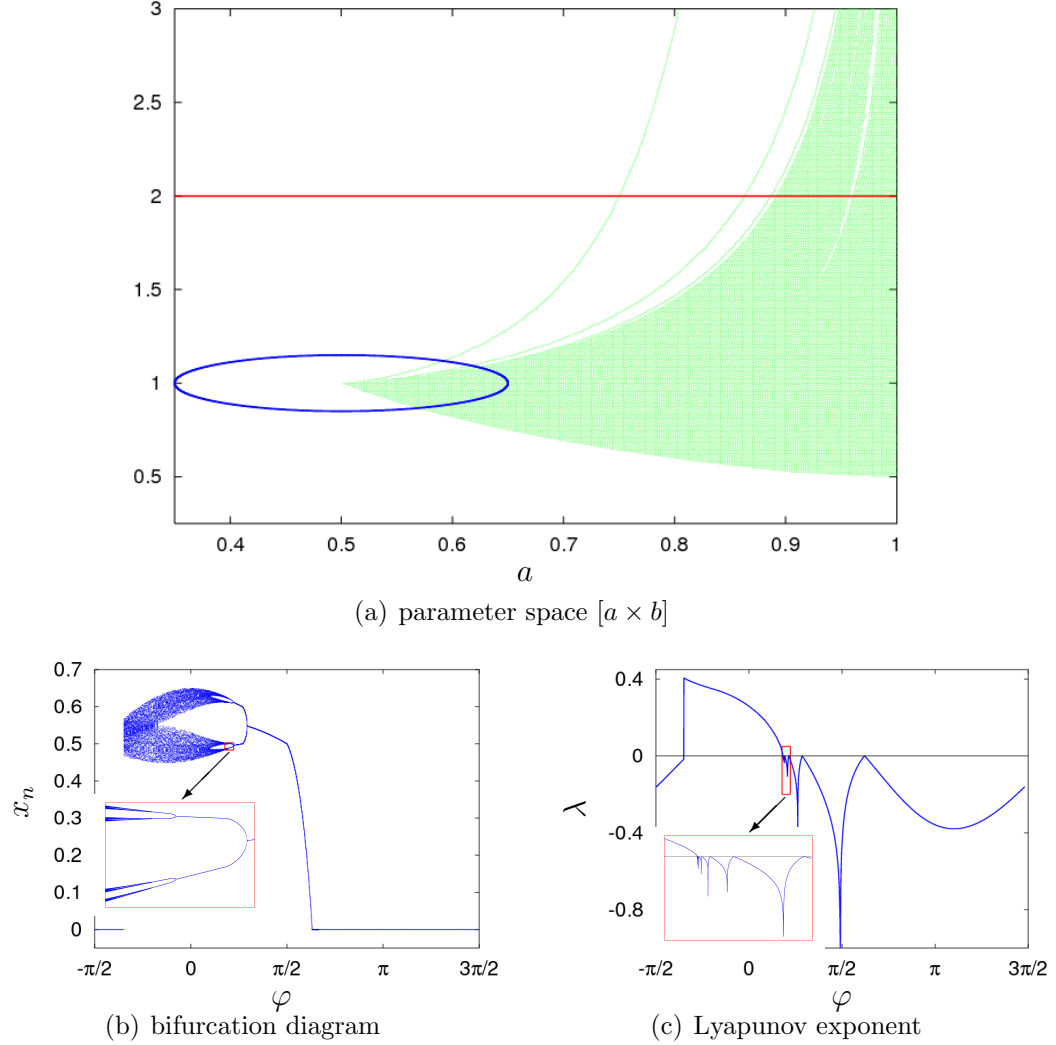 3
2.5
2
1.5
1
0.5
0.4 0.5 0.6 0.7 0.8 0.9 1
a
(a) parameter space [a × b]
0.7
0.6
0.5
0.4
0.3
0.2
0.1
0
xn
-π/2 0 π/2 π 3π/2
φ
(b) bifurcation diagram
0.4
0
-0.4
-0.8
λ
-π/2 0 π/2 π 3π/2
φ
(c) Lyapunov exponent